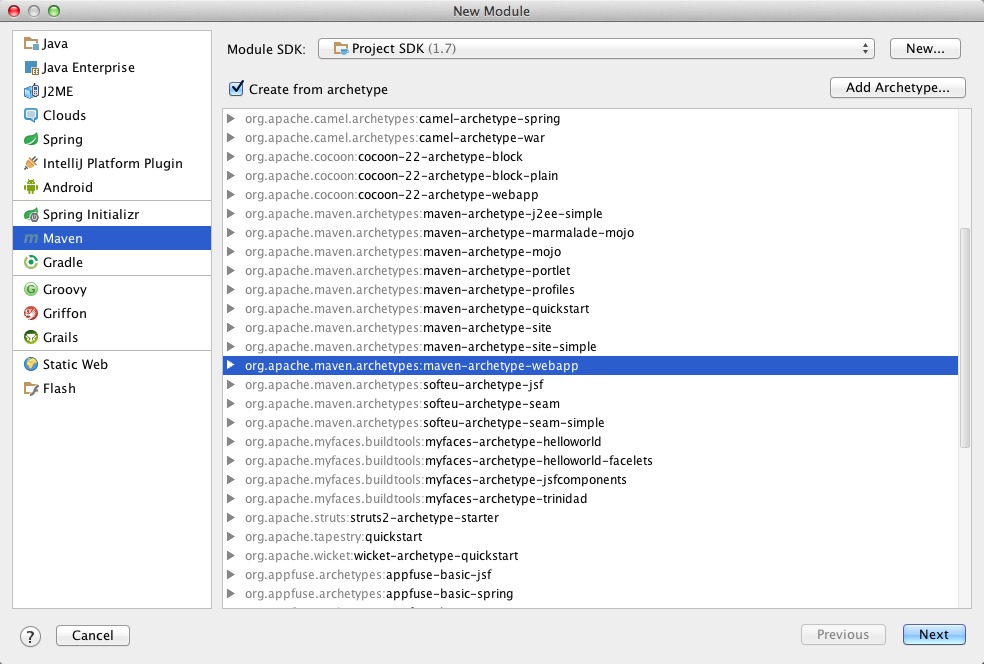 New Module
Java
Java Enterprise
J2ME
Clouds
Spring
IntelliJ Platform Plugin
Android
Spring Initializr
Maven
Gradle
Groovy
Griffon
Grails
Static Web
Flash
Module SDK: Project SDK (1.7) New...
Create from archetype Add Archetype...
org.apache.camel.archetypes:camel-archetype-spring
org.apache.camel.archetypes:camel-archetype-war
org.apache.cocoon:cocoon-22-archetype-block
org.apache.cocoon:cocoon-22-archetype-block-plain
org.apache.cocoon:cocoon-22-archetype-webapp
org.apache.maven.archetypes:maven-archetype-j2ee-simple
org.apache.maven.archetypes:maven-archetype-marmalade-mojo
org.apache.maven.archetypes:maven-archetype-mojo
org.apache.maven.archetypes:maven-archetype-portlet
org.apache.maven.archetypes:maven-archetype-profiles
org.apache.maven.archetypes:maven-archetype-quickstart
org.apache.maven.archetypes:maven-archetype-site
org.apache.maven.archetypes:maven-archetype-site-simple
org.apache.maven.archetypes:maven-archetype-webapp
org.apache.maven.archetypes:softeu-archetype-jsf
org.apache.maven.archetypes:softeu-archetype-seam
org.apache.maven.archetypes:softeu-archetype-seam-simple
org.apache.myfaces.buildtools:myfaces-archetype-helloworld
org.apache.myfaces.buildtools:myfaces-archetype-helloworld-facelets
org.apache.myfaces.buildtools:myfaces-archetype-jsfcomponents
org.apache.myfaces.buildtools:myfaces-archetype-trinidad
org.apache.struts:struts2-archetype-starter
org.apache.tapestry:quickstart
org.apache.wicket:wicket-archetype-quickstart
org.appfuse.archetypes:appfuse-basic-jsf
org.appfuse.archetypes:appfuse-basic-spring
? Cancel Previous Next